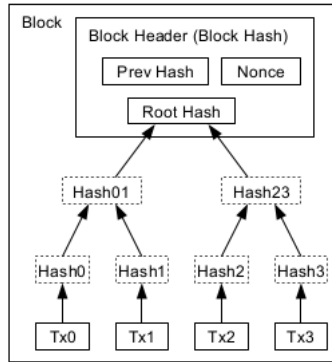 Block
Block Header (Block Hash)
Prev Hash
Nonce
Root Hash
Hash01
Hash23
Hash0
Hash1
Hash2
Hash3
Tx0
Tx1
Tx2
Tx3